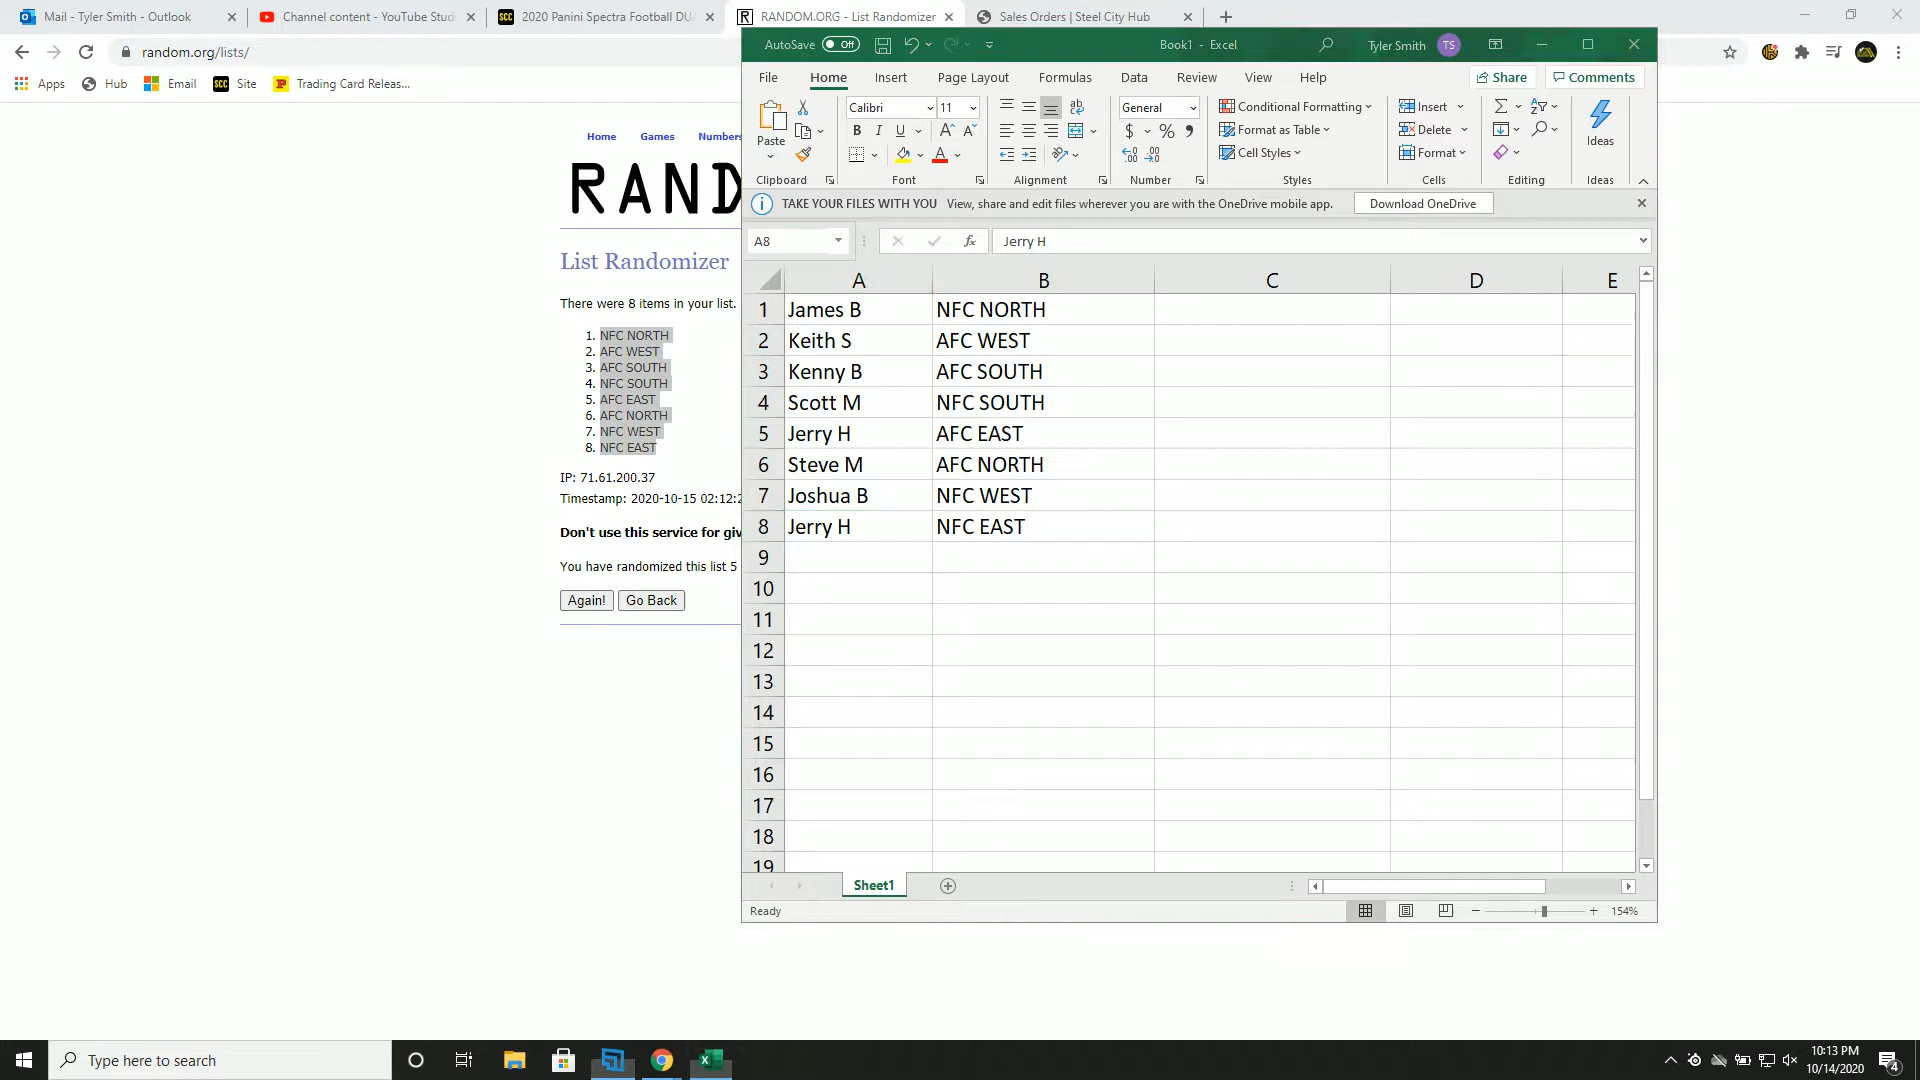 Mail - Tyler Smith - Outlook
Channel content - YouTube Stud
2020 Panini Spectra Football DUA
RANDOM.ORG - List Randomizer
Sales Orders | Steel City Hub
random.org/lists/
Apps
Hub
Email
SCC
Site
Trading Card Releas...
Home
Games
Numbers
RAND
List Randomizer
There were 8 items in your list.
1. NFC NORTH
2. AFC WEST
3. AFC SOUTH
4. NFC SOUTH
5. AFC EAST
6. AFC NORTH
7. NFC WEST
8. NFC EAST
IP: 71.61.200.37
Timestamp: 2020-10-15 02:12:2
Don't use this service for giv
You have randomized this list 5
Again!
Go Back
AutoSave Off
Book1 - Excel
Tyler Smith
TS
File
Home
Insert
Page Layout
Formulas
Data
Review
View
Help
Share
Comments
Paste
Clipboard
Calibri
11
B I U
Font
Alignment
General
$ % 9
Number
Conditional Formatting
Format as Table
Cell Styles
Styles
Insert
Delete
Format
Cells
Editing
Ideas
Ideas
TAKE YOUR FILES WITH YOU View, share and edit files wherever you are with the OneDrive mobile app.
Download OneDrive
A8
fx
Jerry H
A B C D E
1 James B NFC NORTH
2 Keith S AFC WEST
3 Kenny B AFC SOUTH
4 Scott M NFC SOUTH
5 Jerry H AFC EAST
6 Steve M AFC NORTH
7 Joshua B NFC WEST
8 Jerry H NFC EAST
9
10
11
12
13
14
15
16
17
18
19
Sheet1
Ready
154%
Type here to search
10:13 PM
10/14/2020
4